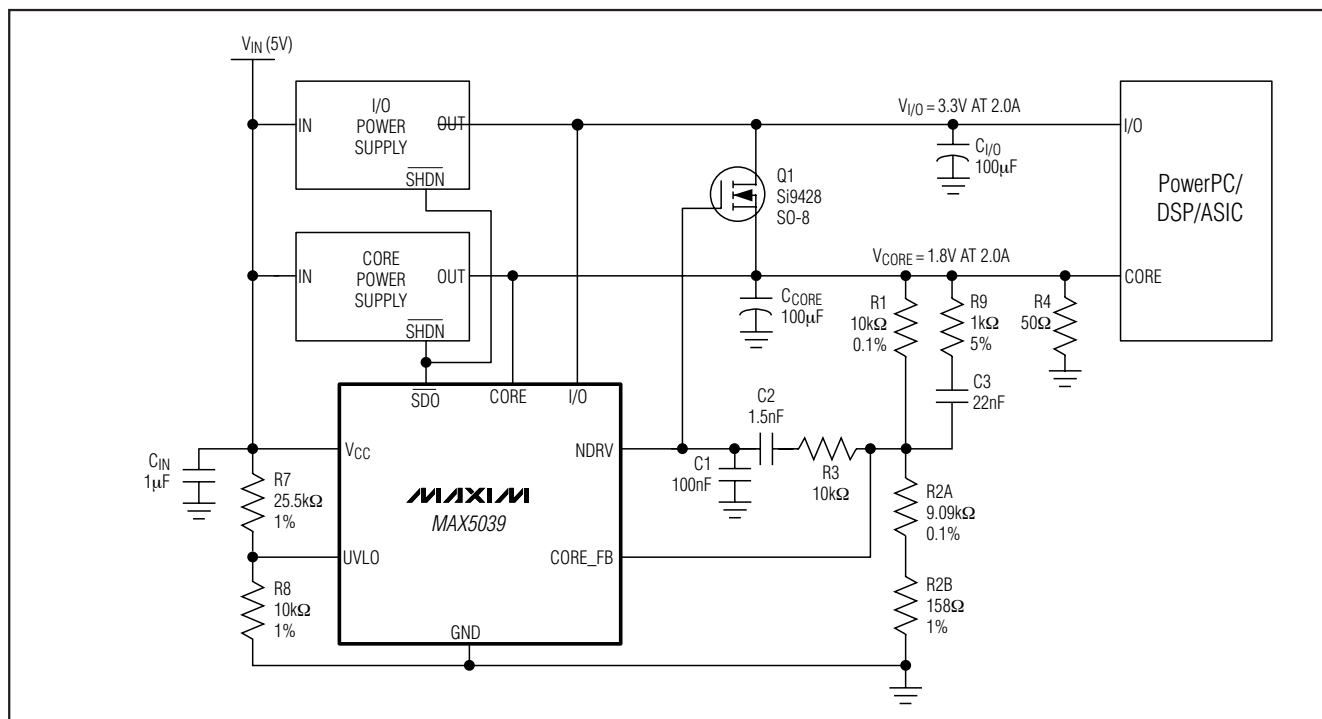 VIN (5V)
I/O
POWER
SUPPLY
IN
OUT
SHDN
VI/O = 3.3V AT 2.0A
I/O
CI/O
100µF
Q1
Si9428
SO-8
PowerPC/
DSP/ASIC
CORE
POWER
SUPPLY
IN
OUT
SHDN
VCORE = 1.8V AT 2.0A
CORE
CCORE
100µF
R1
10kΩ
0.1%
R9
1kΩ
5%
R4
50Ω
C3
22nF
SDO
CORE
I/O
CIN
1µF
VCC
NDRV
C1
100nF
C2
1.5nF
R3
10kΩ
R7
25.5kΩ
1%
MAXIM
MAX5039
R2A
9.09kΩ
0.1%
UVLO
CORE_FB
R8
10kΩ
1%
R2B
158Ω
1%
GND